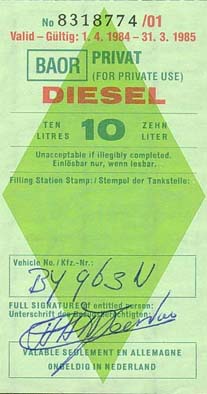 No 8318774/01
Valid – Gültig: 1. 4. 1984 – 31. 3. 1985
BAOR PRIVAT
(FOR PRIVATE USE)
DIESEL
TEN LITRES 10 ZEHN LITER
Unacceptable if illegibly completed.
Einlösbar nur, wenn lesbar.
Filling Station Stamp: / Stempel der Tankstelle:
Vehicle No. / Kfz.-Nr.:
BY 963 N
FULL SIGNATURE of entitled person:
Unterschrift des Bezugsberechtigten:
VALABLE SEULEMENT EN ALLEMAGNE
ONGELDIG IN NEDERLAND